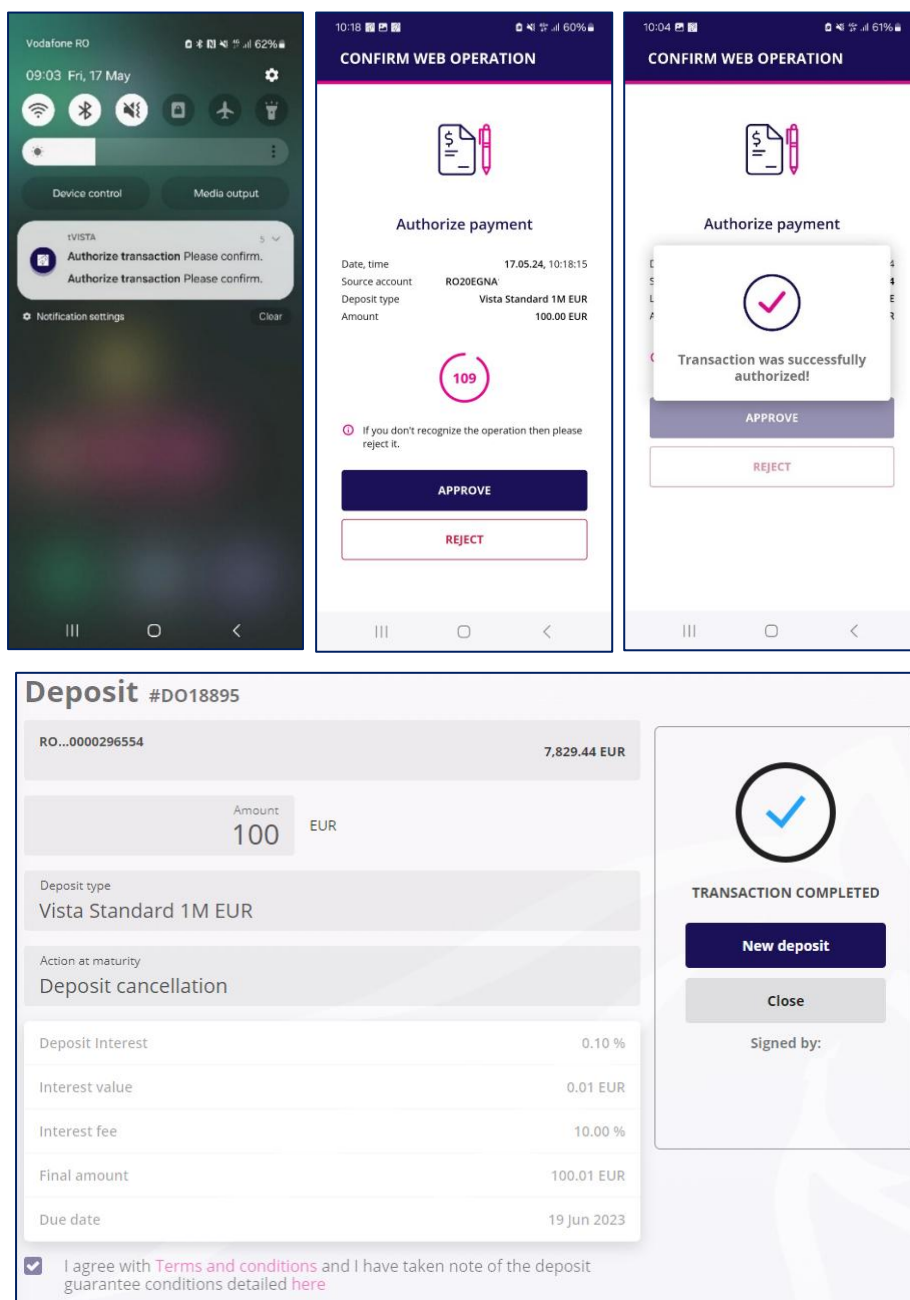 Vodafone RO 62%
09:03 Fri, 17 May
Device control Media output
tVISTA 5
Authorize transaction Please confirm.
Authorize transaction Please confirm.
Notification settings Clear
10:18 60%
CONFIRM WEB OPERATION
Authorize payment
Date, time 17.05.24, 10:18:15
Source account RO20EGNA
Deposit type Vista Standard 1M EUR
Amount 100.00 EUR
109
If you don't recognize the operation then please
reject it.
APPROVE
REJECT
10:04 61%
CONFIRM WEB OPERATION
Authorize payment
Transaction was successfully
authorized!
APPROVE
REJECT
Deposit #DO18895
RO...0000296554 7,829.44 EUR
Amount
100 EUR
Deposit type
Vista Standard 1M EUR
Action at maturity
Deposit cancellation
Deposit Interest 0.10 %
Interest value 0.01 EUR
Interest fee 10.00 %
Final amount 100.01 EUR
Due date 19 Jun 2023
I agree with Terms and conditions and I have taken note of the deposit
guarantee conditions detailed here
TRANSACTION COMPLETED
New deposit
Close
Signed by: